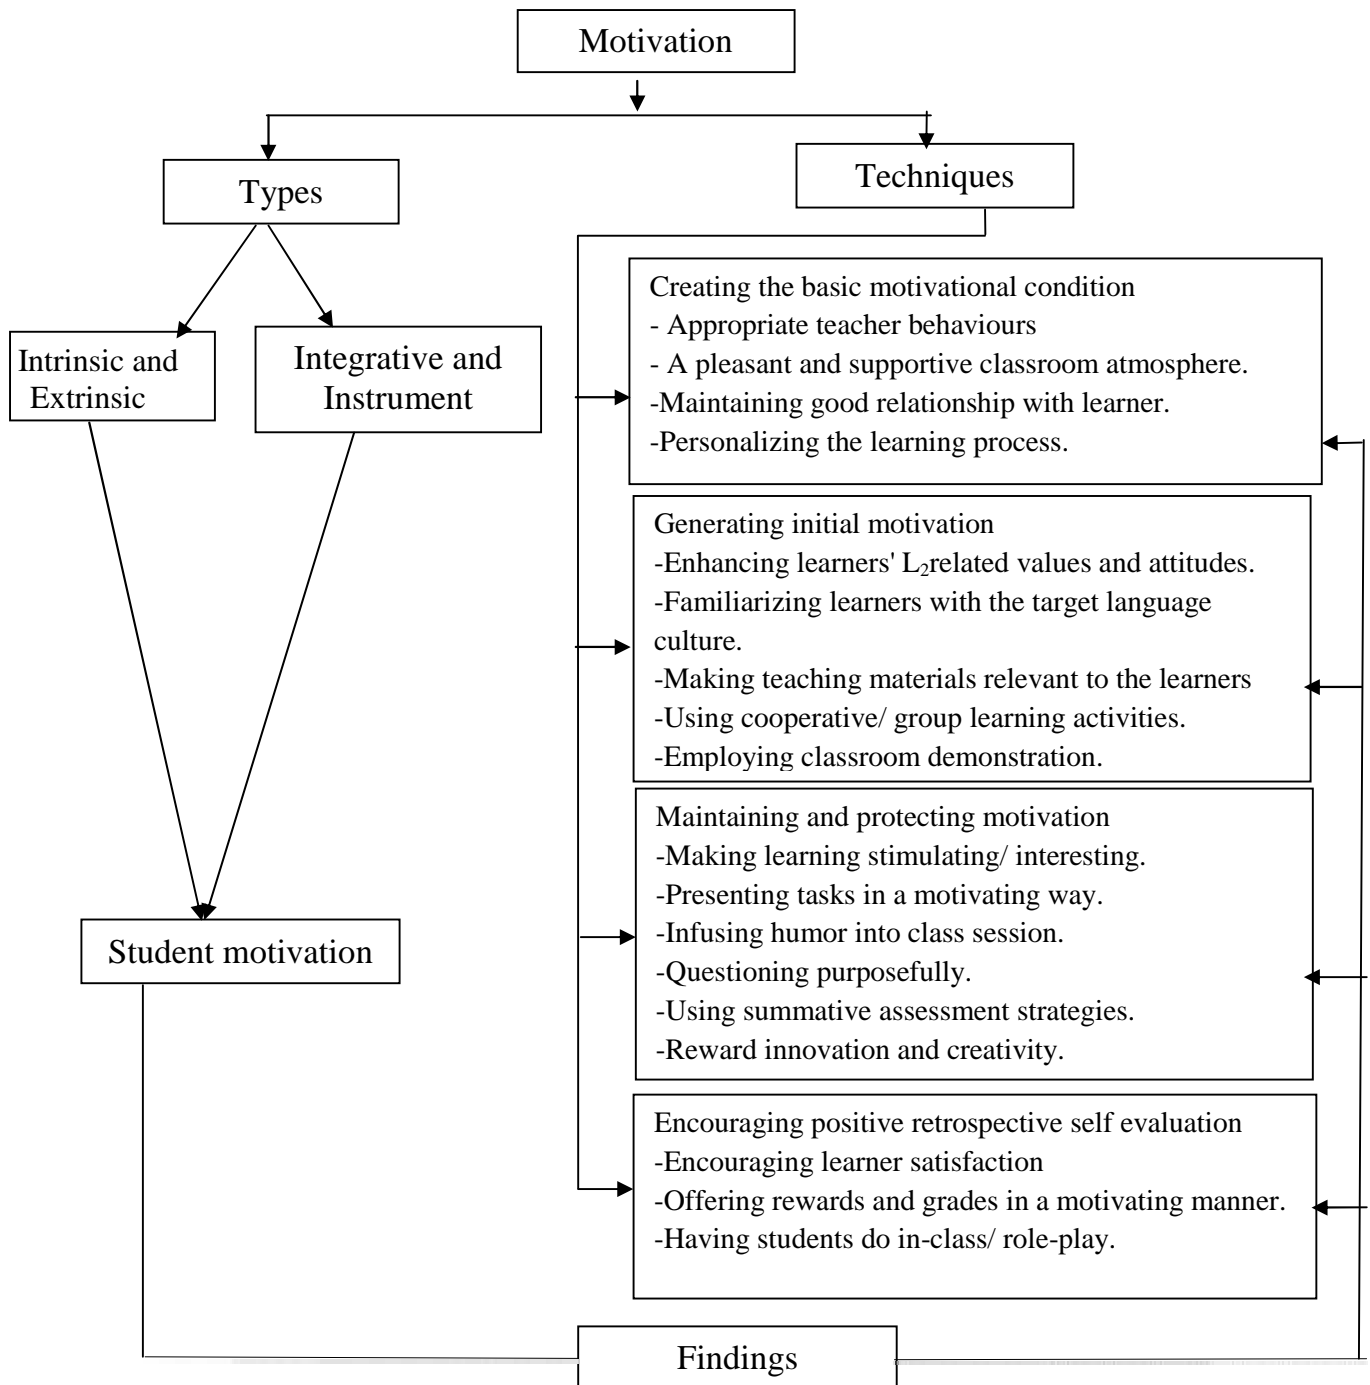 Motivation
Types
Techniques
Intrinsic and
Extrinsic
Integrative and
Instrument
Creating the basic motivational condition
- Appropriate teacher behaviours
- A pleasant and supportive classroom atmosphere.
-Maintaining good relationship with learner.
-Personalizing the learning process.
Generating initial motivation
-Enhancing learners' L₂related values and attitudes.
-Familiarizing learners with the target language
culture.
-Making teaching materials relevant to the learners
-Using cooperative/ group learning activities.
-Employing classroom demonstration.
Maintaining and protecting motivation
-Making learning stimulating/ interesting.
-Presenting tasks in a motivating way.
-Infusing humor into class session.
-Questioning purposefully.
-Using summative assessment strategies.
-Reward innovation and creativity.
Student motivation
Encouraging positive retrospective self evaluation
-Encouraging learner satisfaction
-Offering rewards and grades in a motivating manner.
-Having students do in-class/ role-play.
Findings